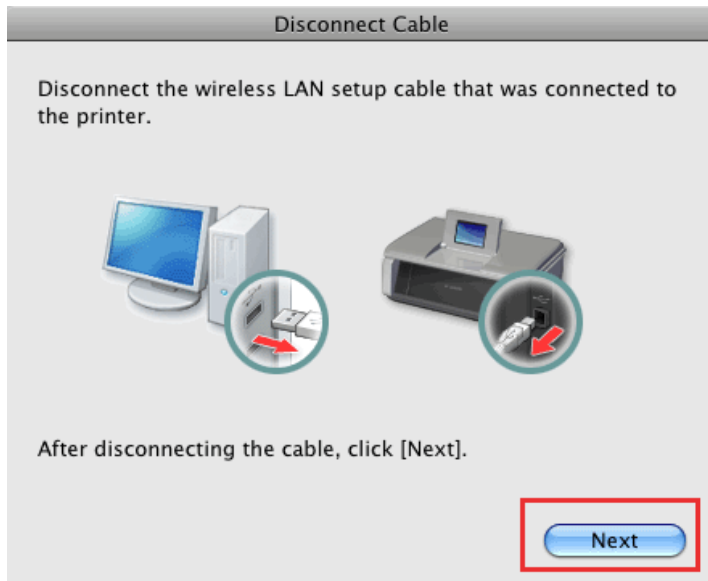 Disconnect Cable
Disconnect the wireless LAN setup cable that was connected to
the printer.
After disconnecting the cable, click [Next].
Next